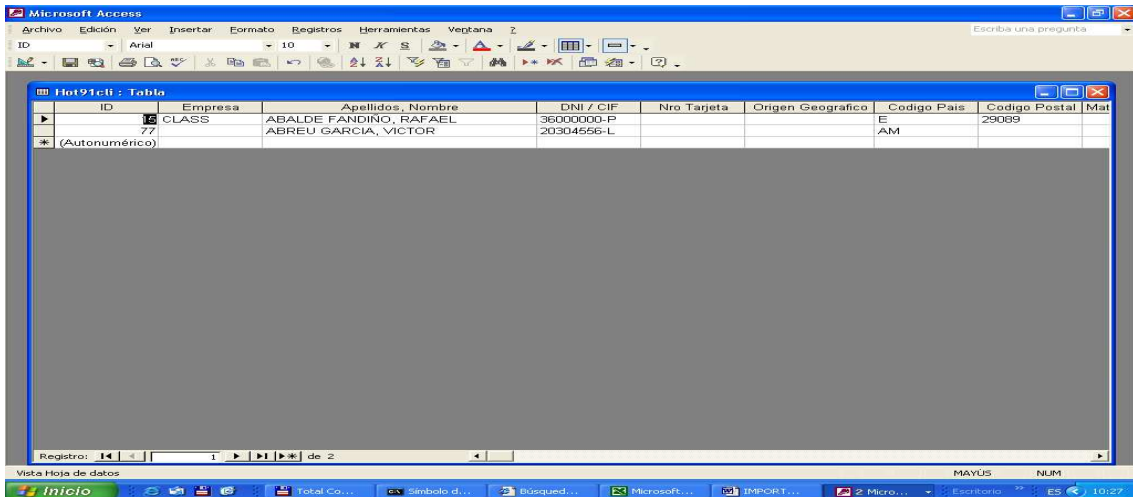 Microsoft Access
Archivo Edición Ver Insertar Formato Registros Herramientas Ventana ? Escriba una pregunta
ID Arial 10 N K S
Hot91cli : Tabla
ID Empresa Apellidos, Nombre DNI / CIF Nro Tarjeta Origen Geografico Codigo Pais Codigo Postal Mat
15 CLASS ABALDE FANDIÑO, RAFAEL 36000000-P E 29089
77 ABREU GARCIA, VICTOR 20304556-L AM
(Autonumérico)
Registro: 1 de 2
Vista Hoja de datos MAYÚS NUM
Inicio Total Co... Símbolo d... Búsqued... Microsoft... IMPORT... 2 Micro... Escritorio ES 10:27